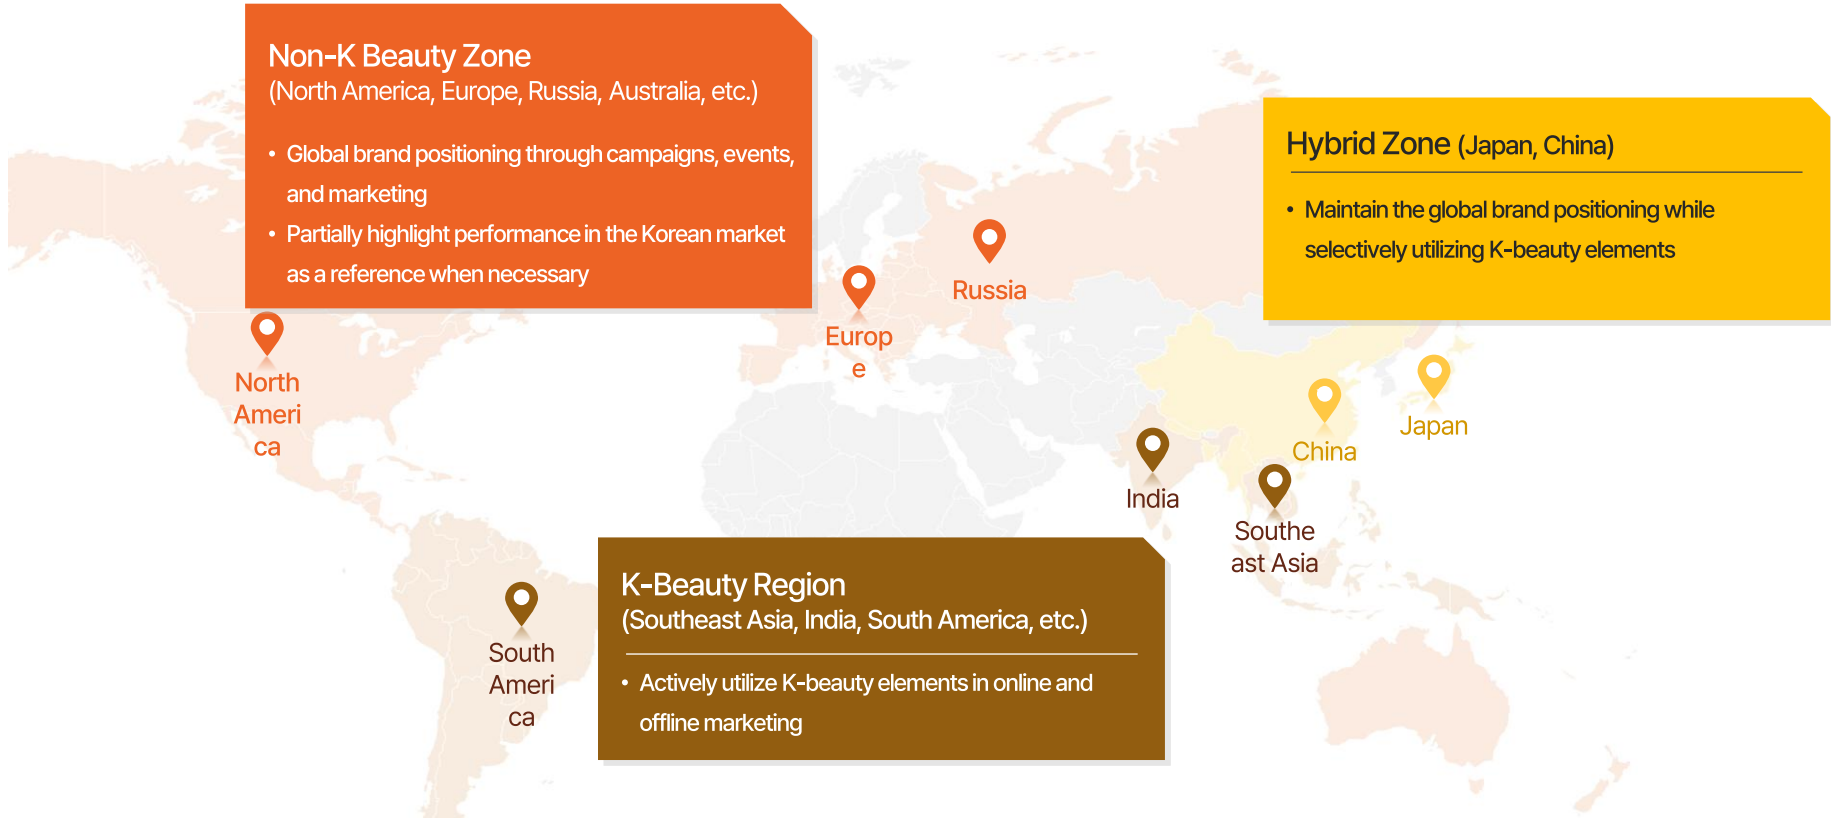 Non-K Beauty Zone
(North America, Europe, Russia, Australia, etc.)
• Global brand positioning through campaigns, events,
and marketing
• Partially highlight performance in the Korean market
as a reference when necessary
Hybrid Zone (Japan, China)
• Maintain the global brand positioning while
selectively utilizing K-beauty elements
Russia
Europ
e
North
Ameri
ca
Japan
China
India
Southe
ast Asia
K-Beauty Region
(Southeast Asia, India, South America, etc.)
• Actively utilize K-beauty elements in online and
offline marketing
South
Ameri
ca